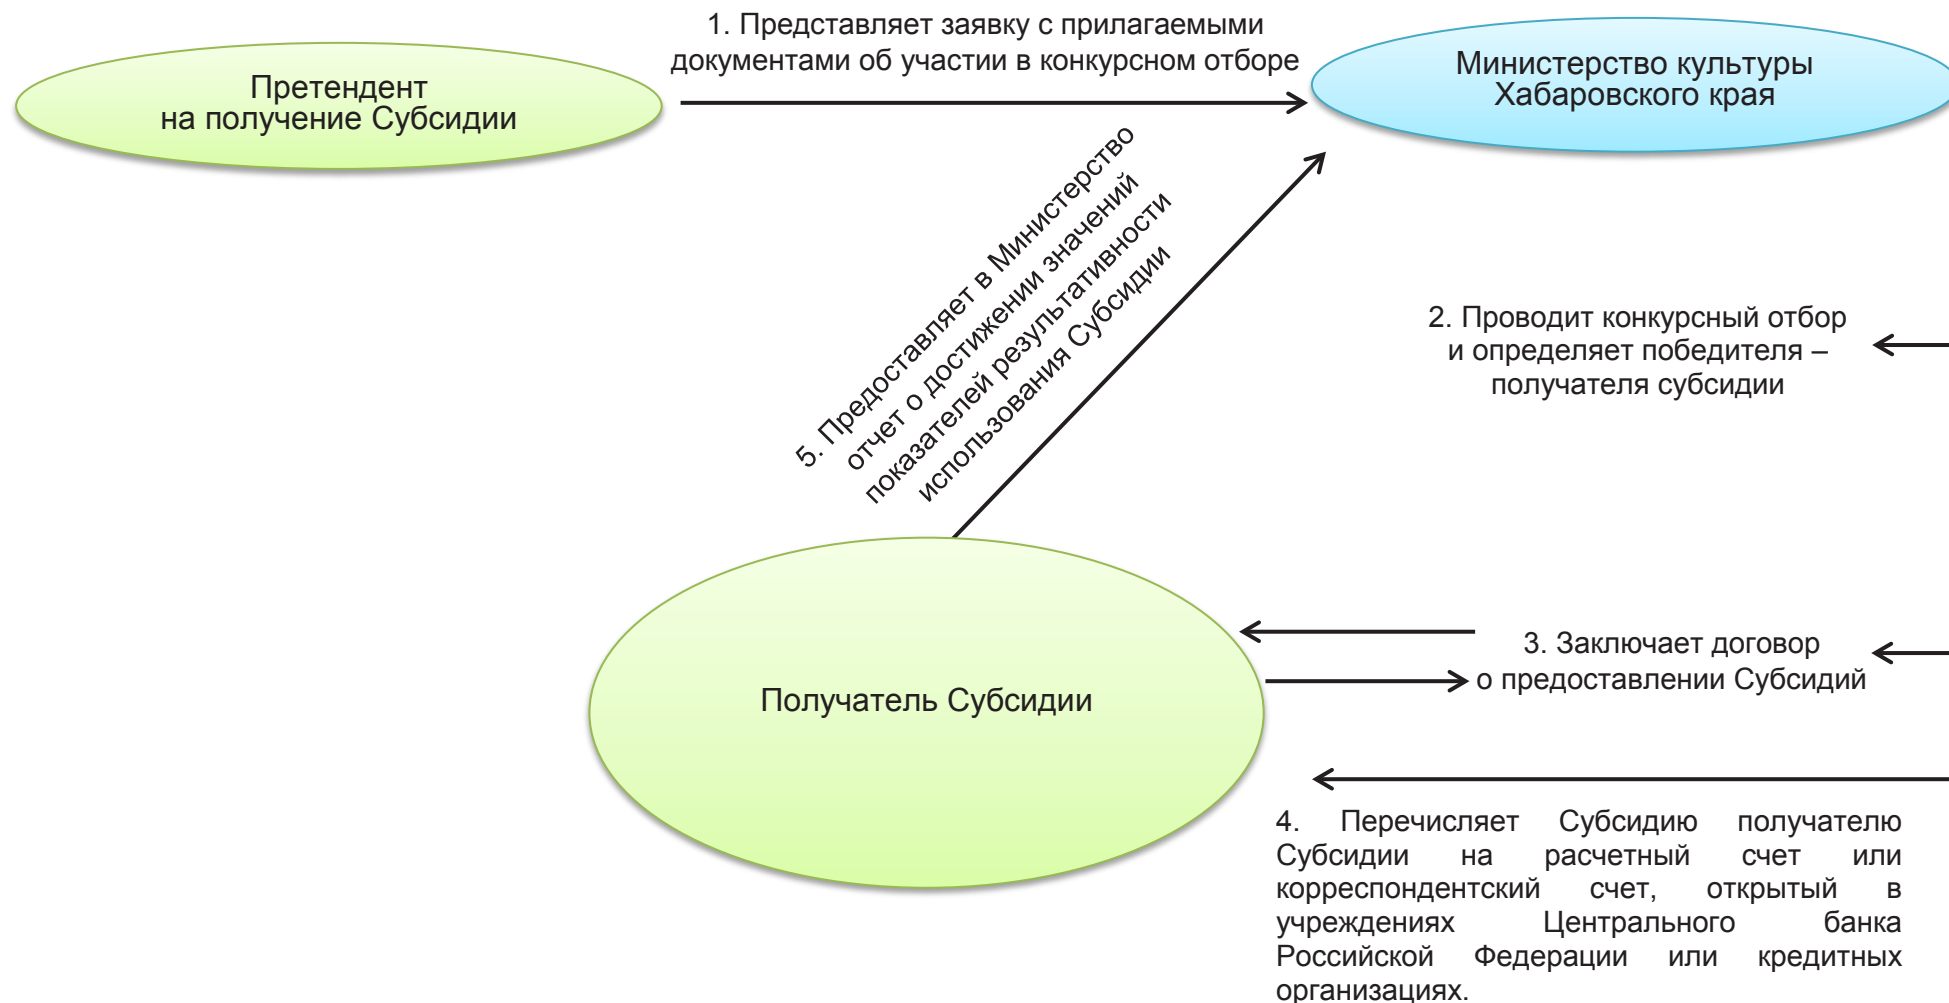 1. Представляет заявку с прилагаемыми
документами об участии в конкурсном отборе
Претендент
на получение Субсидии
Министерство культуры
Хабаровского края
5. Предоставляет в Министерство
отчет о достижении значений
показателей результативности
использования Субсидии
2. Проводит конкурсный отбор
и определяет победителя –
получателя субсидии
3. Заключает договор
о предоставлении Субсидий
Получатель Субсидии
4. Перечисляет Субсидию получателю
Субсидии на расчетный счет или
корреспондентский счет, открытый в
учреждениях Центрального банка
Российской Федерации или кредитных
организациях.